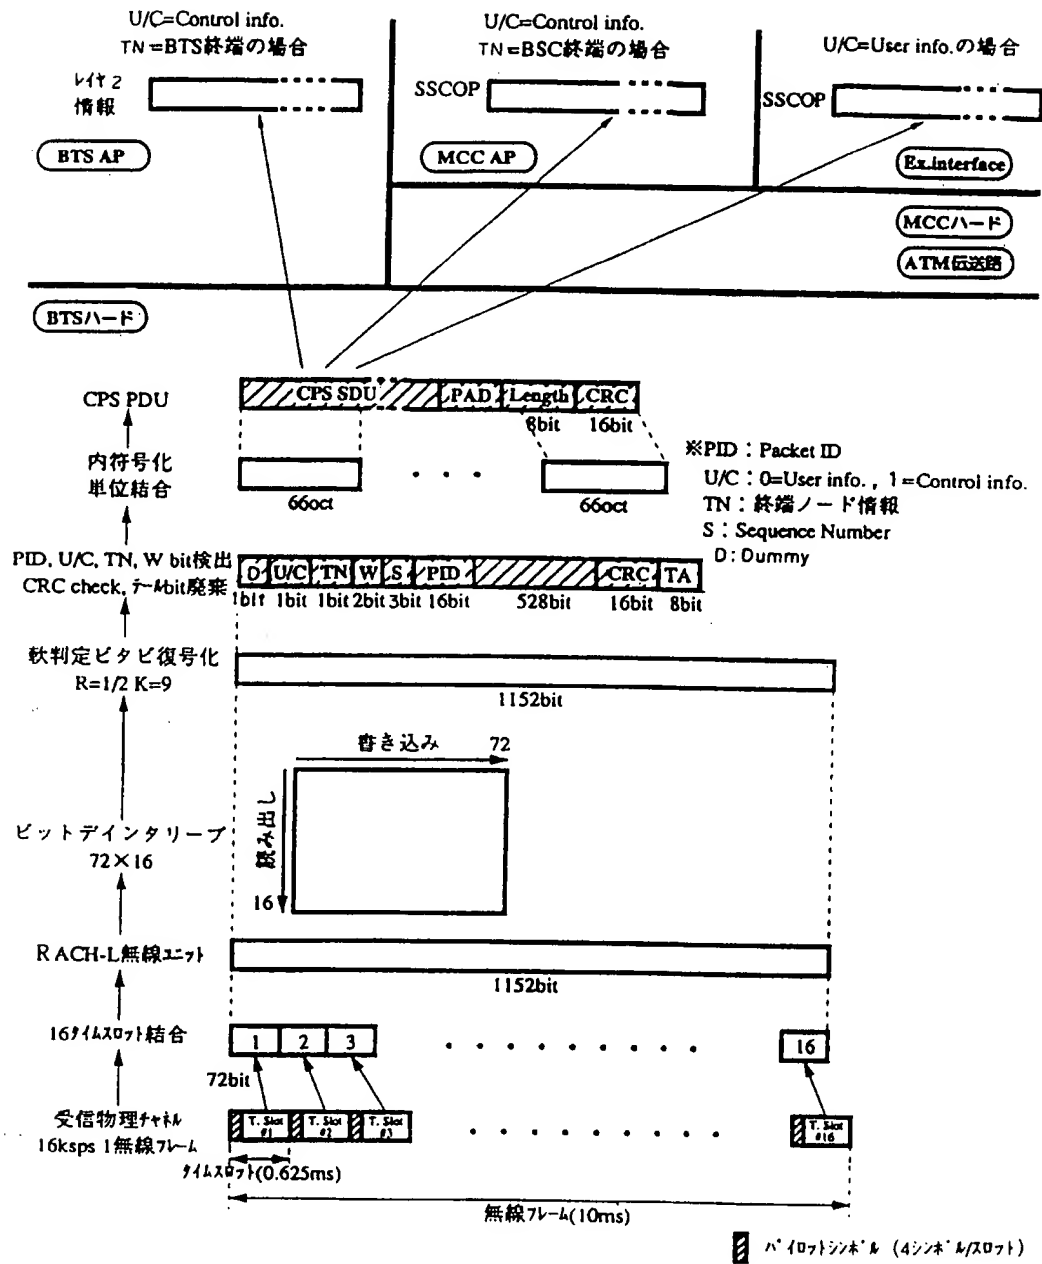 U/C=Control info.
TN=BTS終端の場合
U/C=Control info.
TN=BSC終端の場合
U/C=User info.の場合
レイヤ2
情報
SSCOP
SSCOP
BTS AP
MCC AP
Ex.interface
MCCハード
ATM伝送路
BTSハード
CPS PDU
CPS SDU
PAD
Length
CRC
8bit
16bit
内符号化
単位結合
66oct
・・・
66oct
※PID：Packet ID
U/C：0=User info. , 1=Control info.
TN：終端ノード情報
S：Sequence Number
D：Dummy
PID, U/C, TN, W bit検出
CRC check, テールbit廃棄
D U/C TN W S PID CRC TA
1bit 1bit 1bit 2bit 3bit 16bit 528bit 16bit 8bit
軟判定ビタビ復号化
R=1/2 K=9
1152bit
書き込み 72
読み出し
16
ビットデインタリーブ
72×16
RACH-L無線ユニット
1152bit
16タイムスロット結合
1 2 3 ・・・・・・・・・ 16
72bit
受信物理チャネル
16ksps 1無線フレーム
T. Slot #1
T. Slot #2
T. Slot #3
・・・・・・・・・
T. Slot #16
タイムスロット(0.625ms)
無線フレーム(10ms)
パイロットシンボル (4シンボル/スロット)